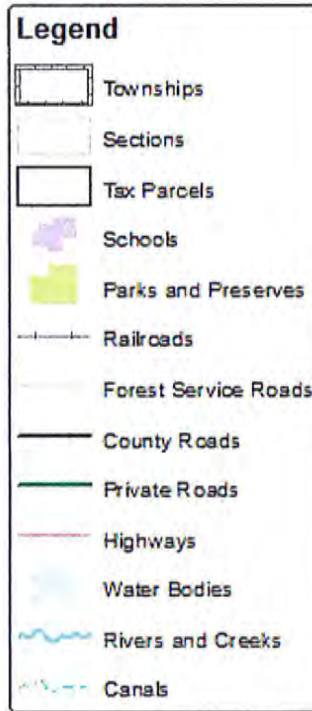 Legend
Townships
Sections
Tax Parcels
Schools
Parks and Preserves
Railroads
Forest Service Roads
County Roads
Private Roads
Highways
Water Bodies
Rivers and Creeks
Canals